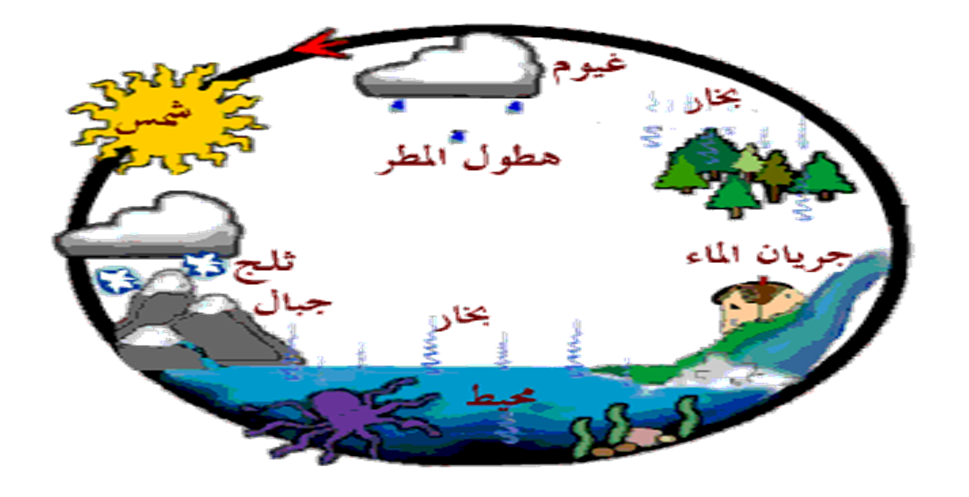 غيوم
بخار
شمس
هطول المطر
جريان الماء
ثلج
جبال
بخار
محيط